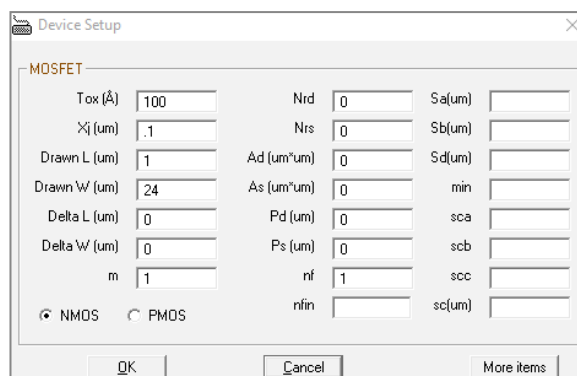 Device Setup
MOSFET
Tox (Å) 100 Nrd 0 Sa(um)
Xj (um) .1 Nrs 0 Sb(um)
Drawn L (um) 1 Ad (um*um) 0 Sd(um)
Drawn W (um) 24 As (um*um) 0 min
Delta L (um) 0 Pd (um) 0 sca
Delta W (um) 0 Ps (um) 0 scb
m 1 nf 1 scc
NMOS PMOS nfin sc(um)
OK Cancel More items